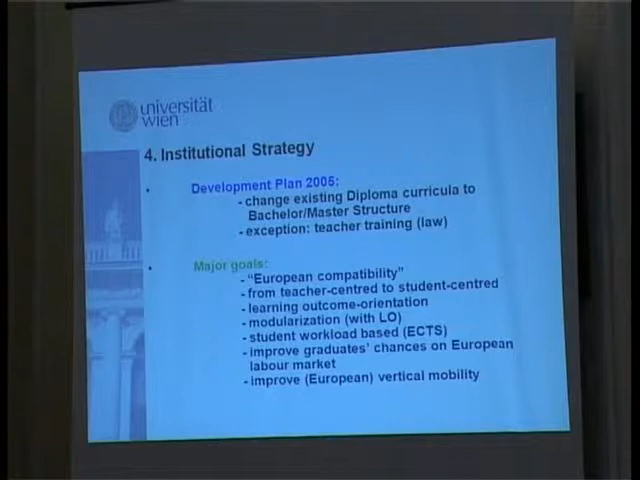 universität
wien
4. Institutional Strategy
Development Plan 2005:
- change existing Diploma curricula to
Bachelor/Master Structure
- exception: teacher training (law)
Major goals:
- "European compatibility"
- from teacher-centred to student-centred
- learning outcome-orientation
- modularization (with LO)
- student workload based (ECTS)
- improve graduates' chances on European
labour market
- improve (European) vertical mobility